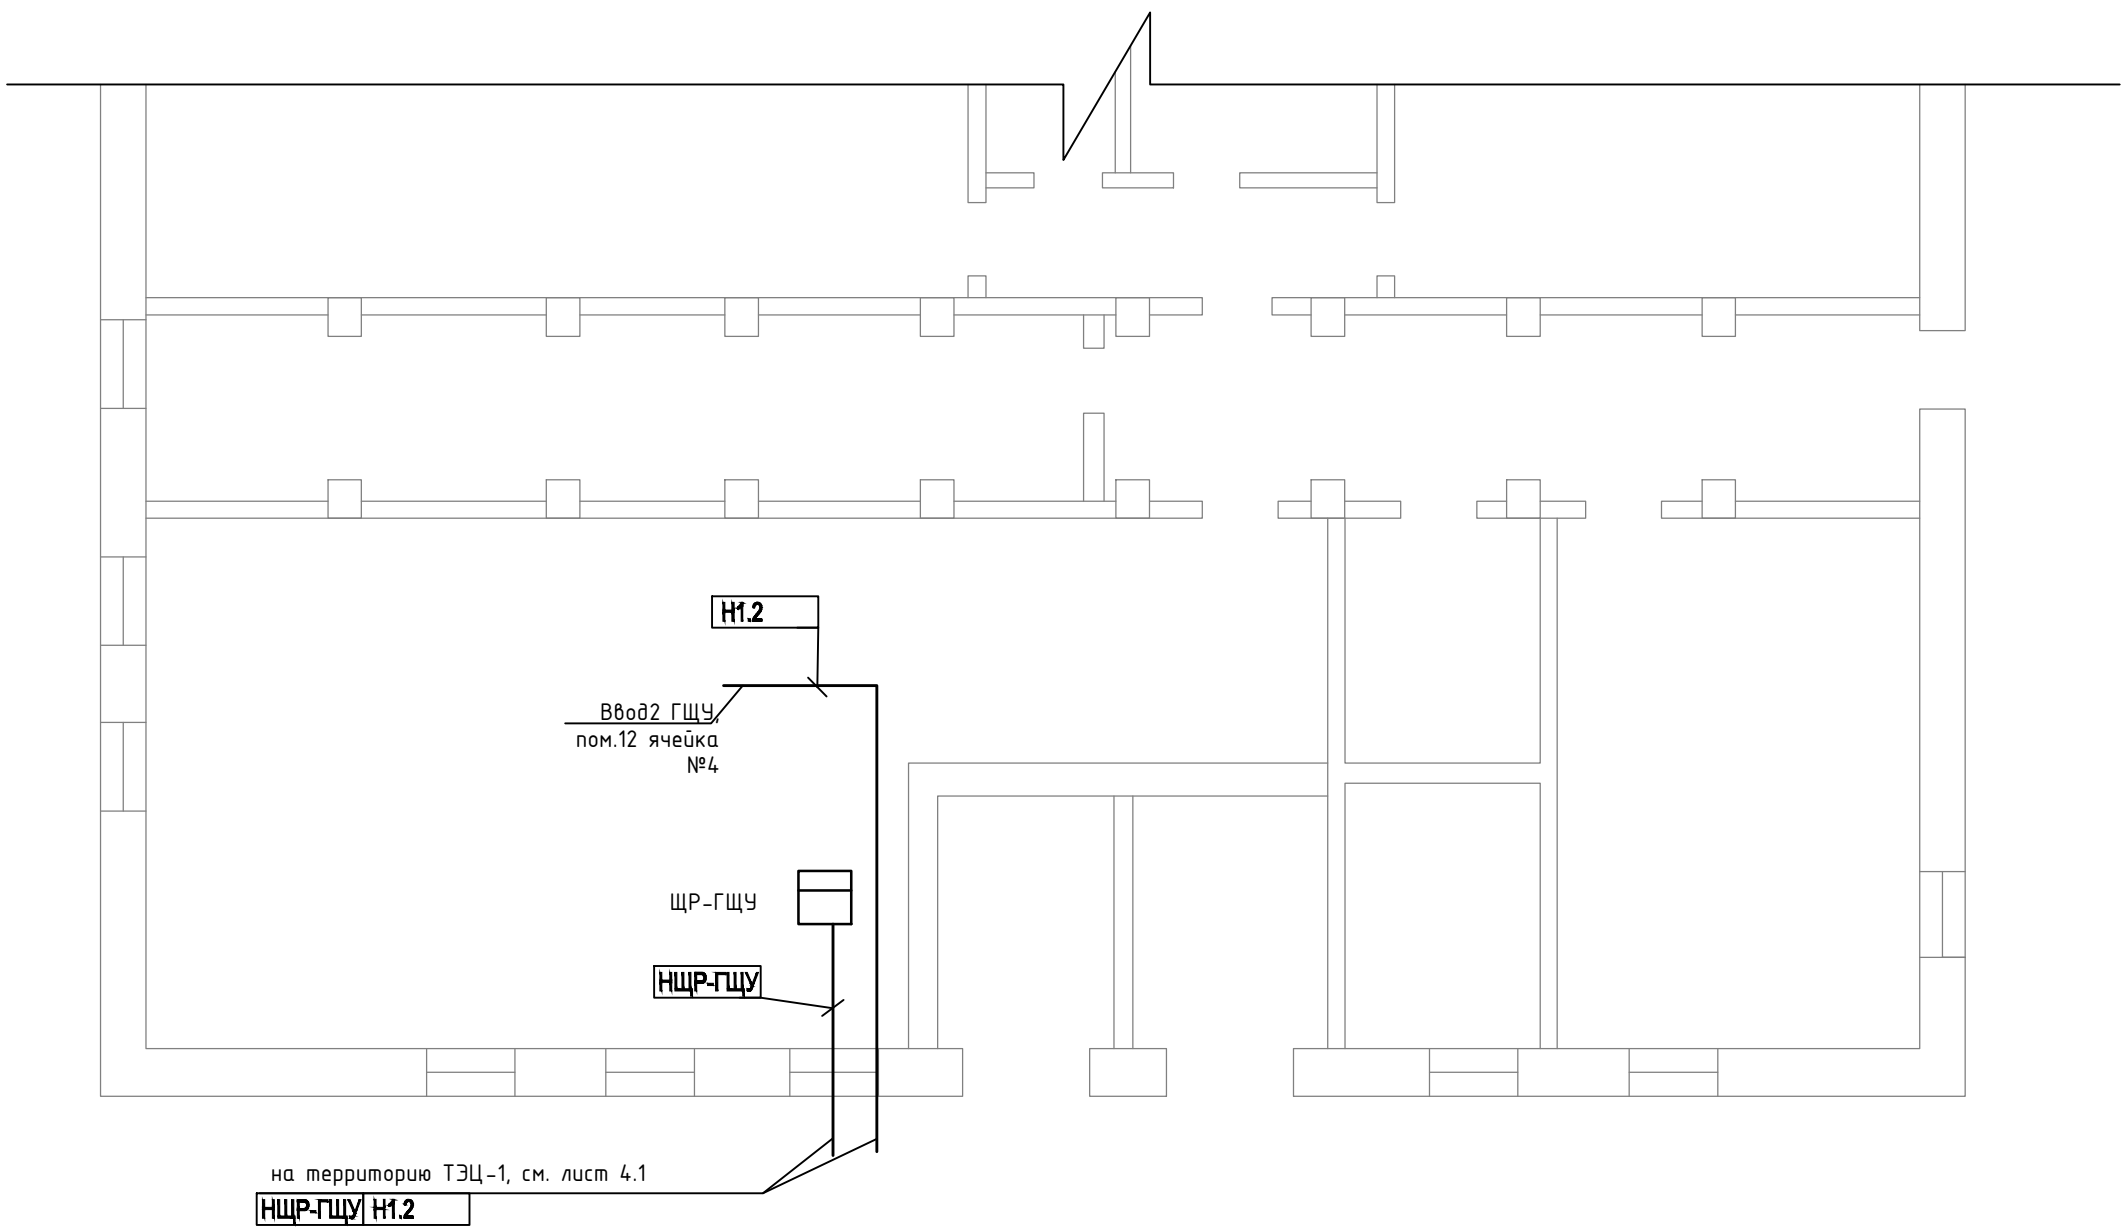 Н1.2
Ввод2 ГЩУ,
пом.12 ячейка
№4
ЩР-ГЩУ
НЩР-ГЩУ
на территорию ТЭЦ-1, см. лист 4.1
НЩР-ГЩУ Н1.2